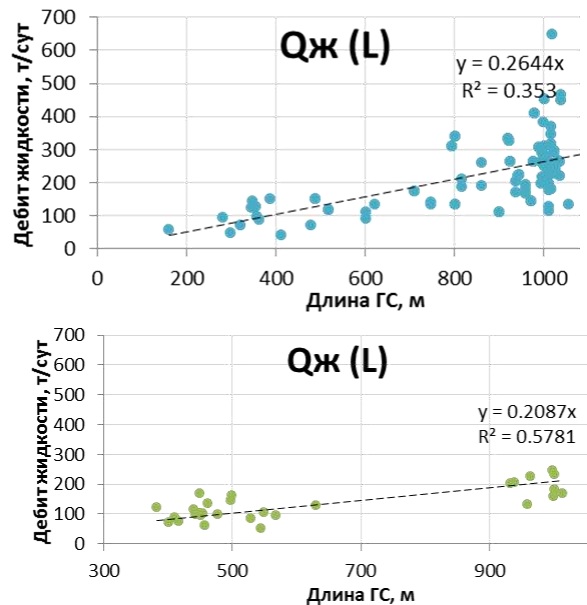 700
Qж (L)
600
y = 0.2644x
500
R² = 0.353
400
300
200
100
0
Дебит жидкости, т/сут
0 200 400 600 800 1000
Длина ГС, м
700
Qж (L)
600
500
y = 0.2087x
400
R² = 0.5781
300
200
100
0
Дебит жидкости, т/сут
300 500 700 900
Длина ГС, м